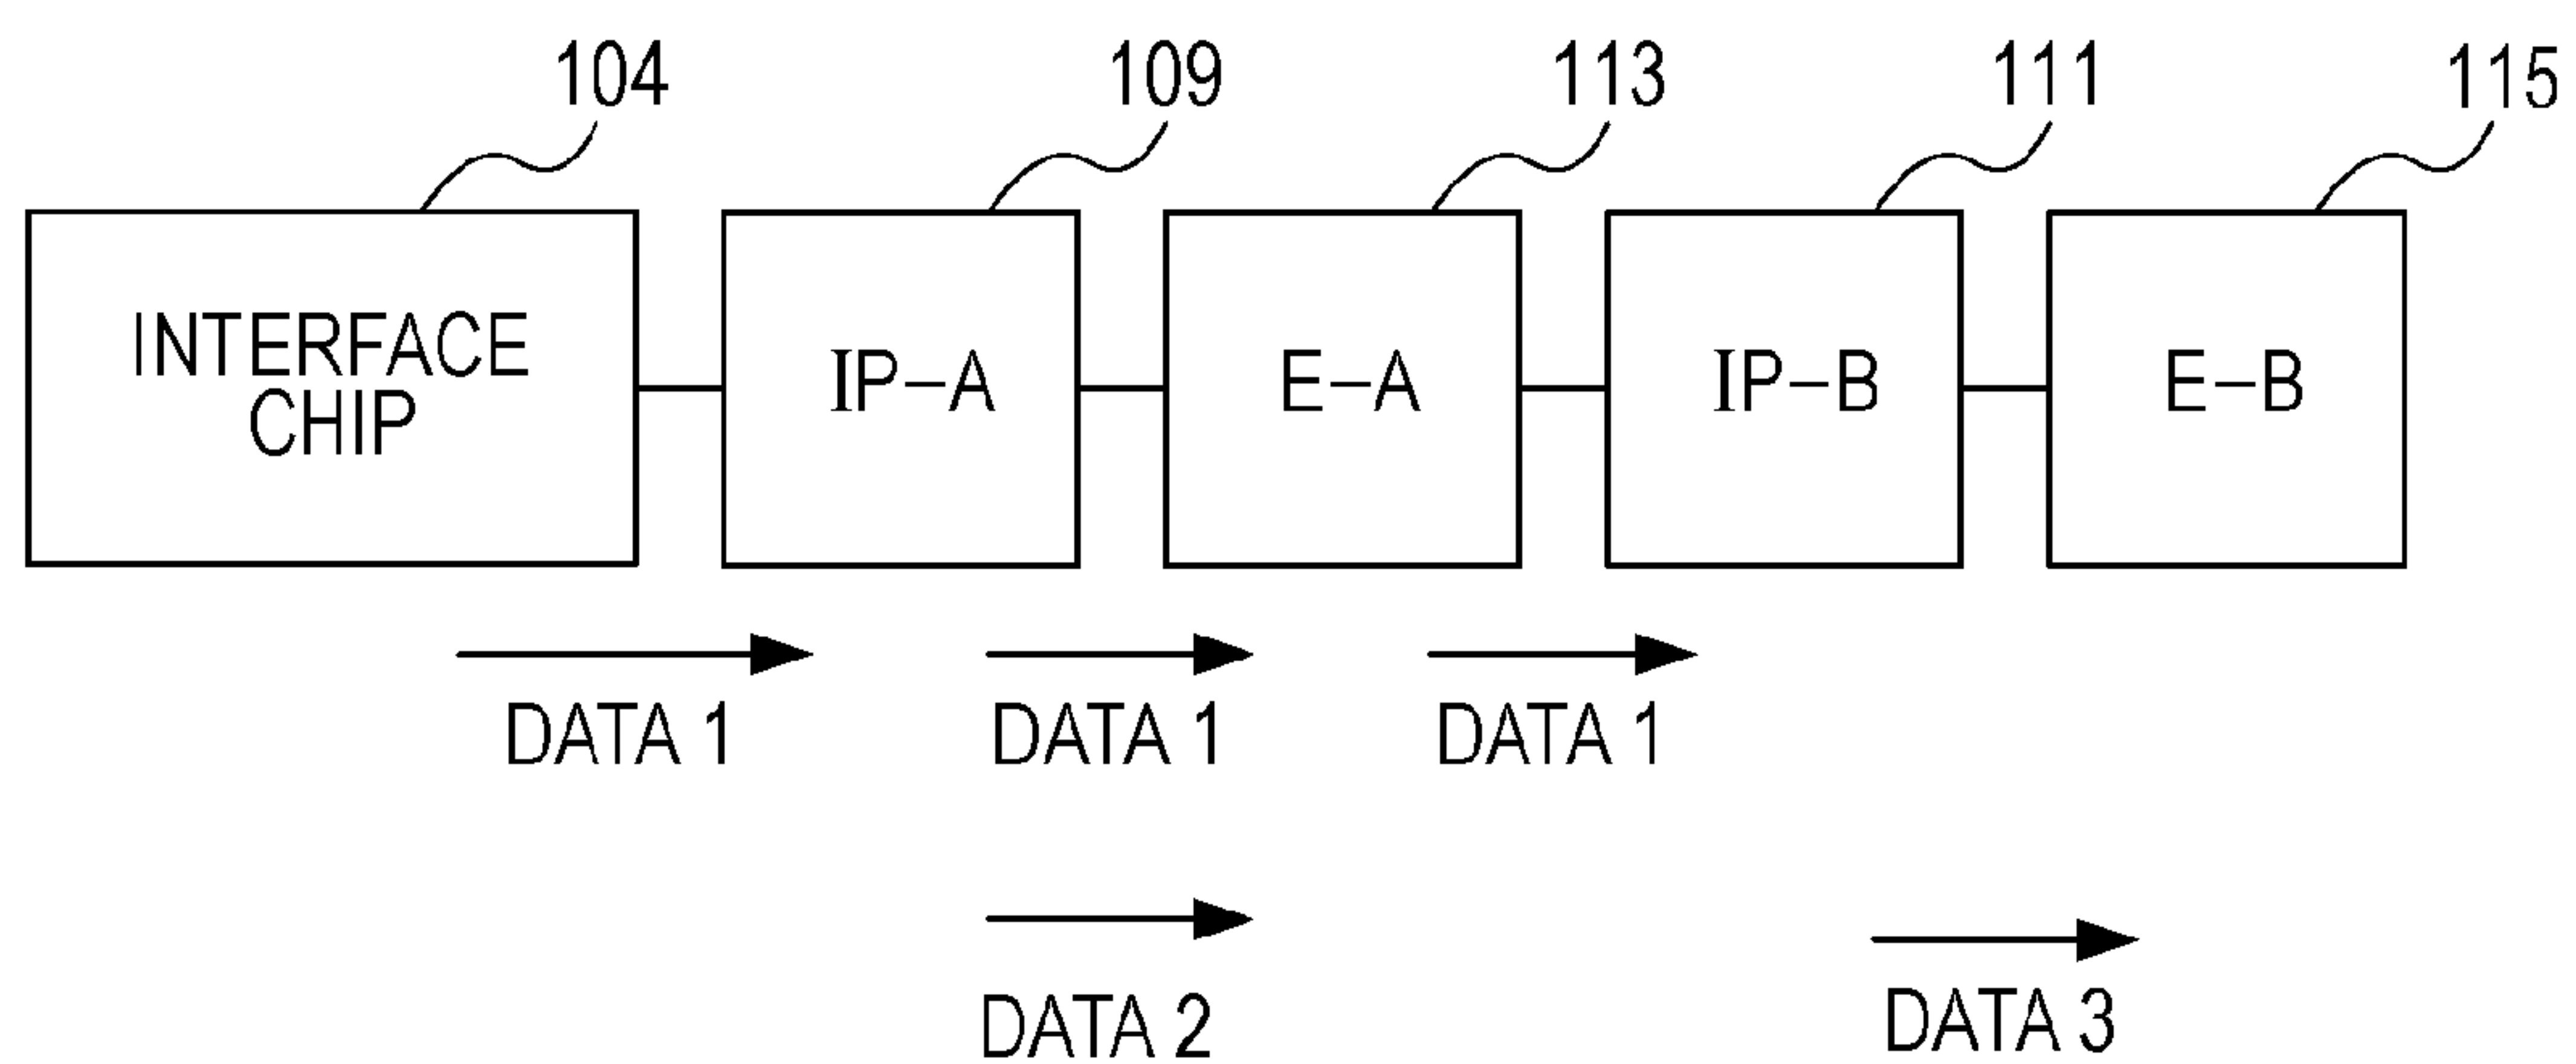 104
109
113
111
115
INTERFACE
CHIP
IP-A
E-A
IP-B
E-B
DATA 1
DATA 1
DATA 1
DATA 2
DATA 3